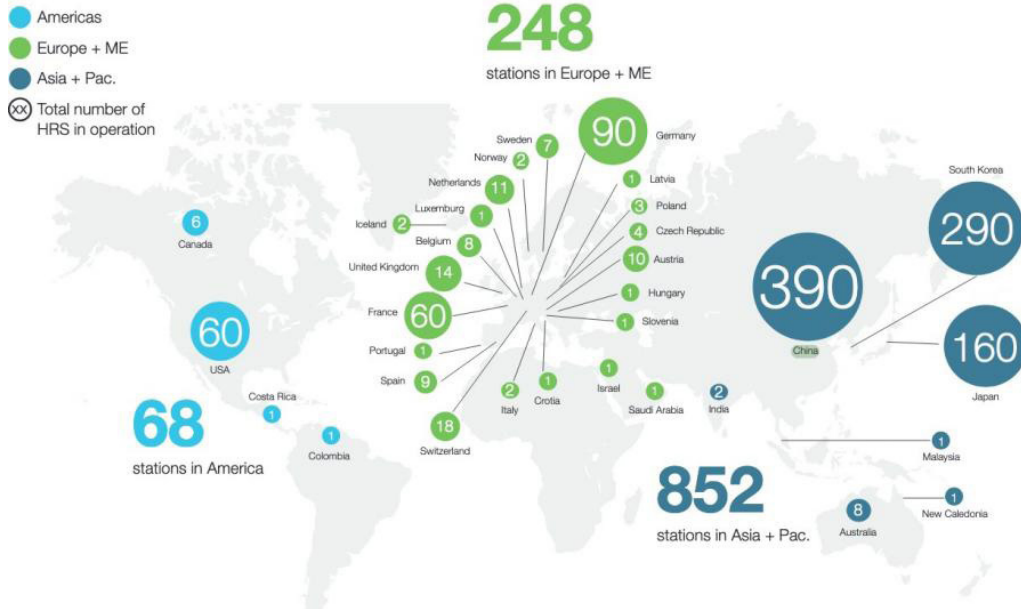 Americas
Europe + ME
Asia + Pac.
XX Total number of
HRS in operation
248
stations in Europe + ME
90
Germany
Sweden
7
Norway
2
Netherlands
11
1
Latvia
Luxemburg
1
3
Poland
Iceland
2
Belgium
8
4
Czech Republic
United Kingdom
14
10
Austria
France
60
1
Hungary
1
Slovenia
Portugal
1
Spain
9
2
Italy
1
Crotia
1
Israel
1
Saudi Arabia
18
Switzerland
6
Canada
60
USA
Costa Rica
1
1
Colombia
68
stations in America
South Korea
290
390
China
160
Japan
2
India
1
Malaysia
1
New Caledonia
8
Australia
852
stations in Asia + Pac.